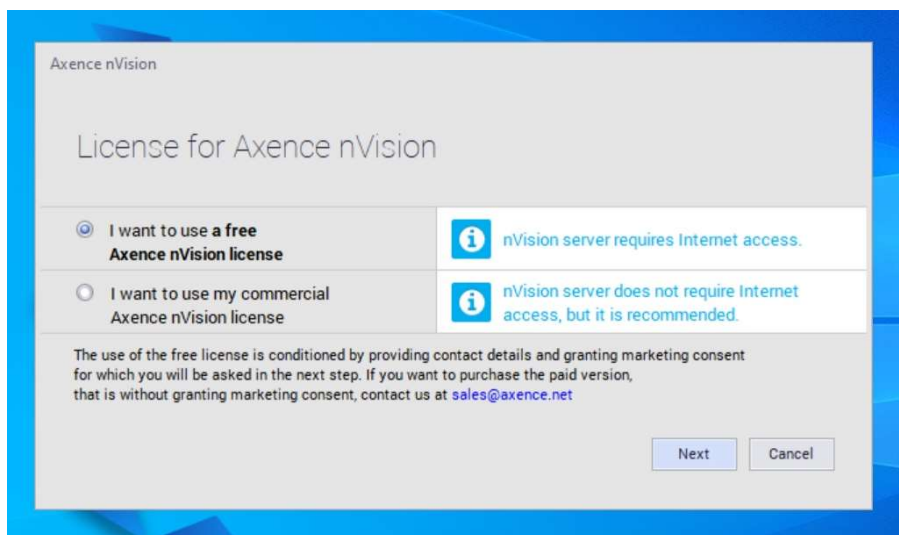 Axence nVision
License for Axence nVision
I want to use a free
Axence nVision license
nVision server requires Internet access.
I want to use my commercial
Axence nVision license
nVision server does not require Internet
access, but it is recommended.
The use of the free license is conditioned by providing contact details and granting marketing consent
for which you will be asked in the next step. If you want to purchase the paid version,
that is without granting marketing consent, contact us at sales@axence.net
Next
Cancel